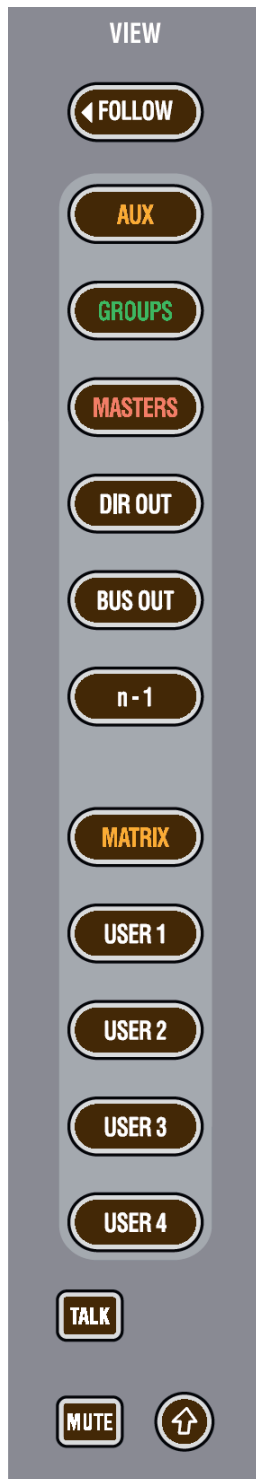 VIEW
FOLLOW
AUX
GROUPS
MASTERS
DIR OUT
BUS OUT
n - 1
MATRIX
USER 1
USER 2
USER 3
USER 4
TALK
MUTE